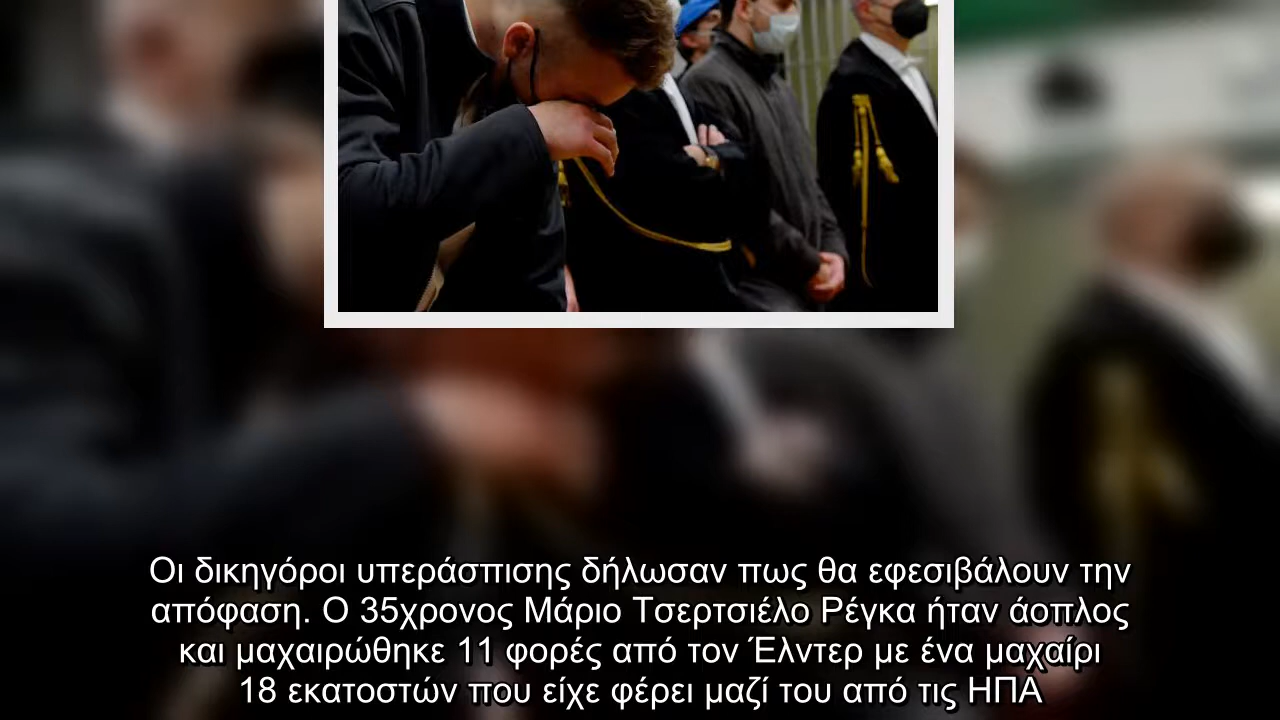 Οι δικηγόροι υπεράσπισης δήλωσαν πως θα εφεσιβάλουν την
απόφαση. Ο 35χρονος Μάριο Τσερτσιέλο Ρέγκα ήταν άοπλος
και μαχαιρώθηκε 11 φορές από τον Έλντερ με ένα μαχαίρι
18 εκατοστών που είχε φέρει μαζί του από τις ΗΠΑ